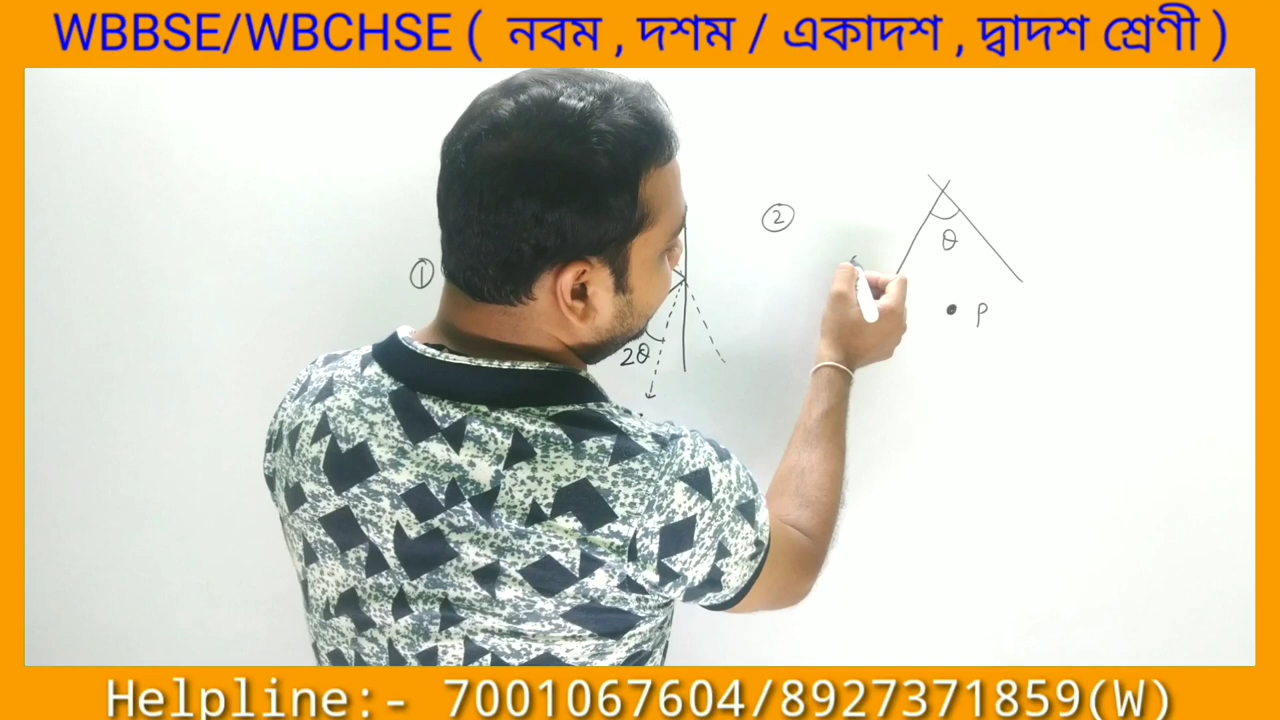 WBBSE/WBCHSE ( নবম , দশম / একাদশ , দ্বাদশ শ্রেণী )
①
2θ
②
θ
P
Helpline:- 7001067604/8927371859(W)